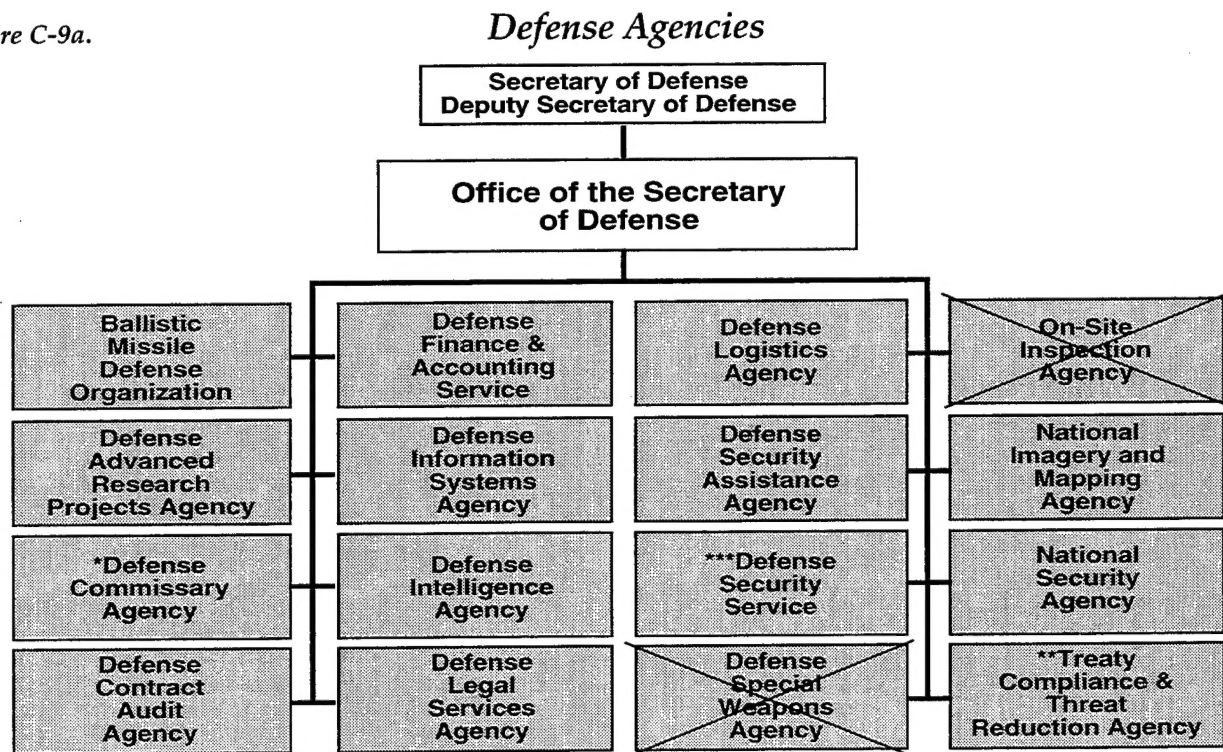 re C-9a.
Defense Agencies
Secretary of Defense
Deputy Secretary of Defense
Office of the Secretary
of Defense
Ballistic
Missile
Defense
Organization
Defense
Finance &
Accounting
Service
Defense
Logistics
Agency
On-Site
Inspection
Agency
Defense
Advanced
Research
Projects Agency
Defense
Information
Systems
Agency
Defense
Security
Assistance
Agency
National
Imagery and
Mapping
Agency
*Defense
Commissary
Agency
Defense
Intelligence
Agency
***Defense
Security
Service
National
Security
Agency
Defense
Contract
Audit
Agency
Defense
Legal
Services
Agency
Defense
Special
Weapons
Agency
**Treaty
Compliance &
Threat
Reduction Agency